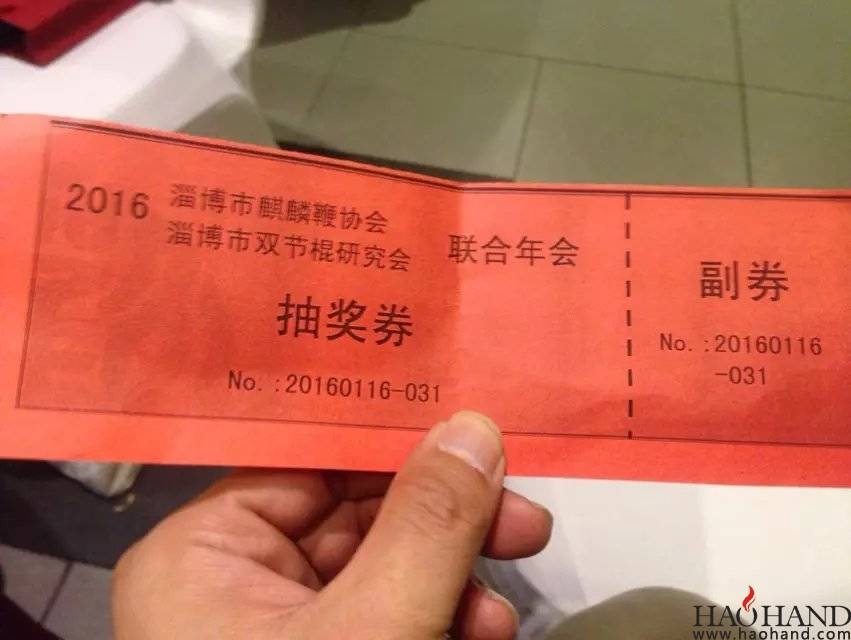 2016 淄博市麒麟鞭协会
淄博市双节棍研究会
联合年会
抽奖券
No.:20160116-031
副券
No.:20160116
-031
HAOHAND
www.haohand.com